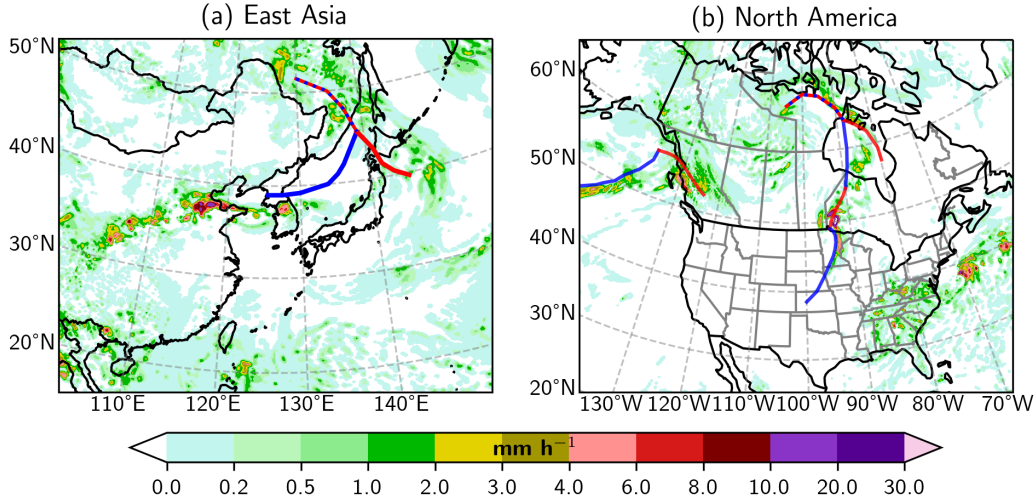 (a) East Asia
(b) North America
50°N
40°N
30°N
20°N
110°E 120°E 130°E 140°E
60°N
50°N
40°N
30°N
20°N
130°W 120°W 110°W 100°W 90°W 80°W 70°W
mm h⁻¹
0.0 0.2 0.5 1.0 2.0 3.0 4.0 6.0 8.0 10.0 20.0 30.0